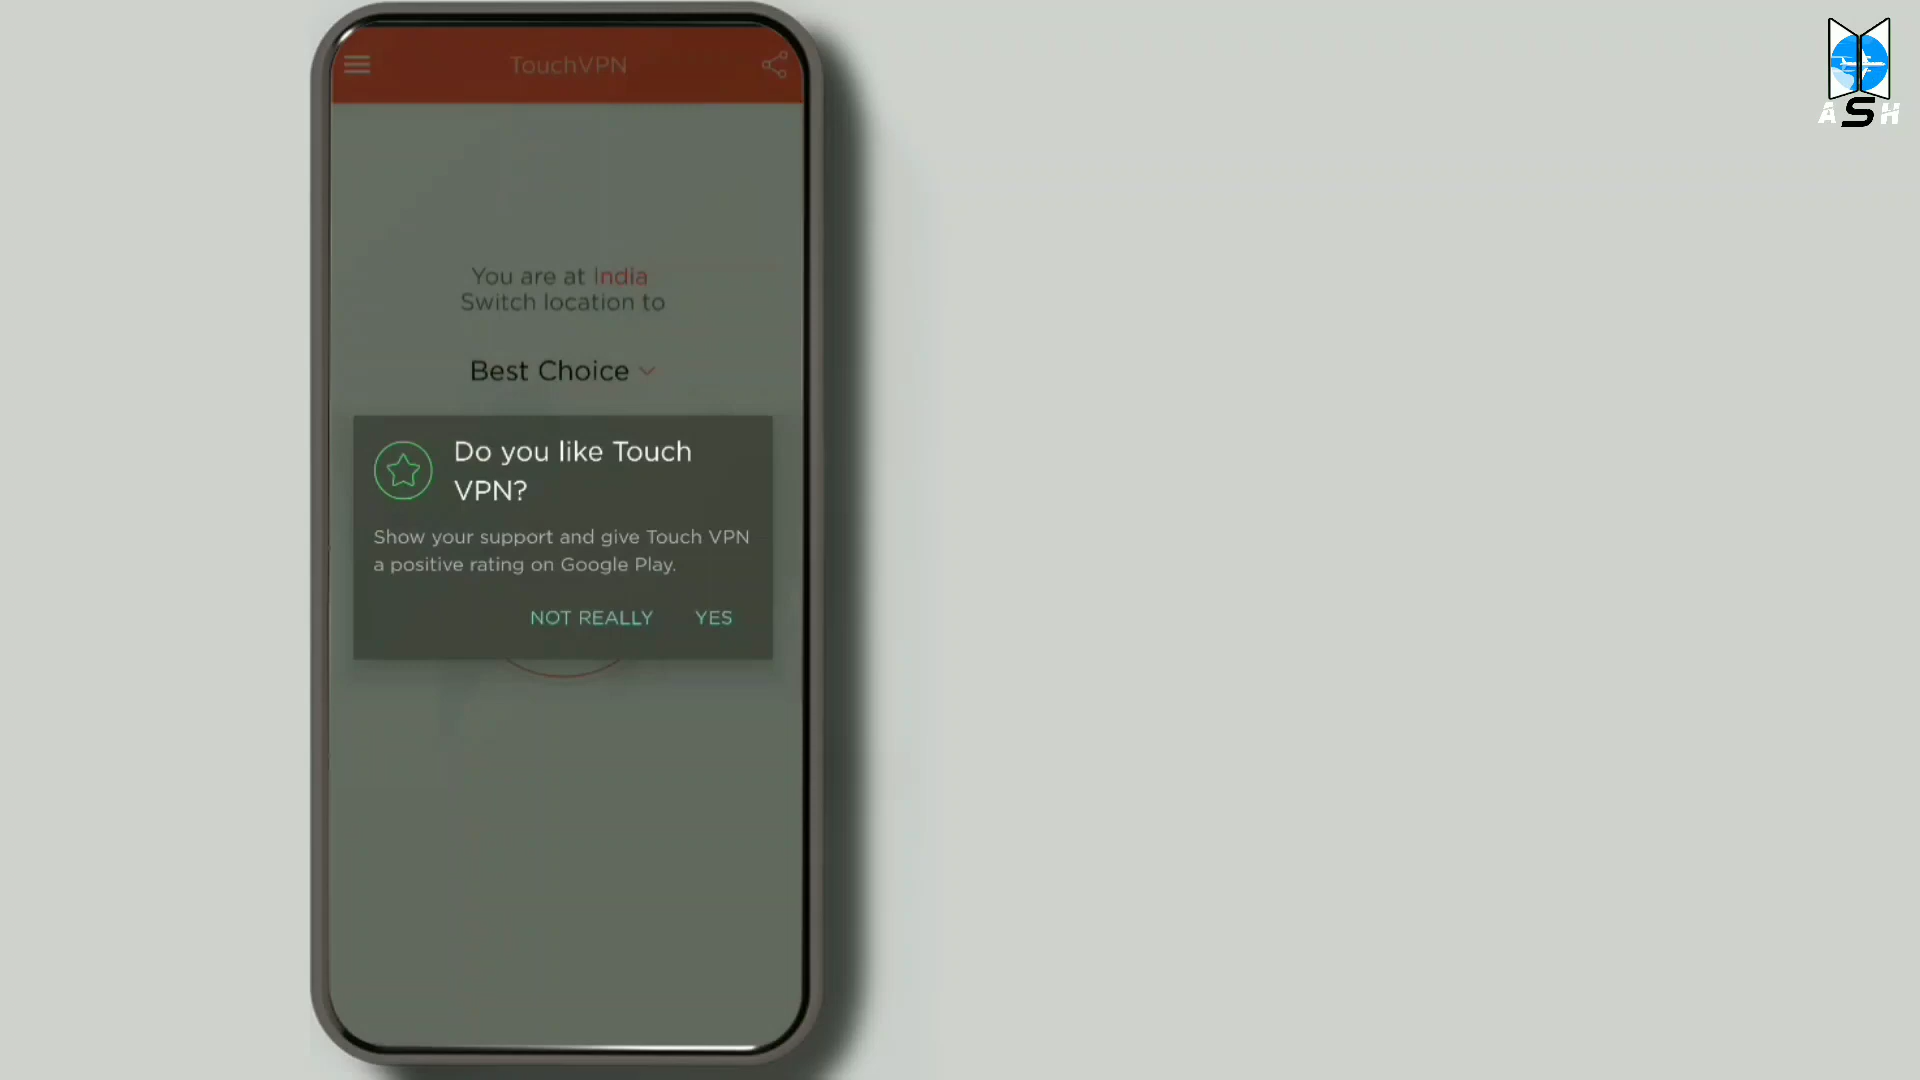 TouchVPN
You are at India
Switch location to
Best Choice
Do you like Touch
VPN?
Show your support and give Touch VPN
a positive rating on Google Play.
NOT REALLY YES
ASH